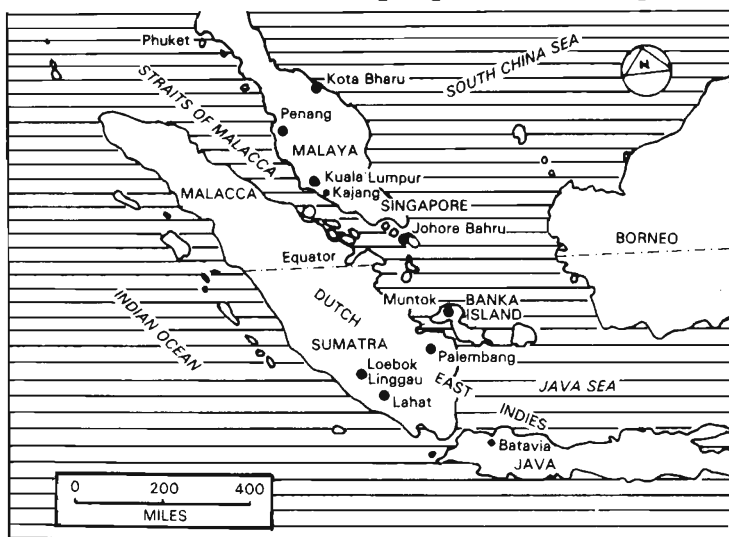 Phuket
SOUTH CHINA SEA
N
Kota Bharu
STRAITS OF MALACCA
Penang
MALAYA
Kuala Lumpur
MALACCA
Kajang
SINGAPORE
Johore Bahru
BORNEO
Equator
Muntok
BANKA
ISLAND
INDIAN OCEAN
DUTCH
SUMATRA
Palembang
Loebok
Linggau
EAST
JAVA SEA
Lahat
INDIES
Batavia
JAVA
0 200 400
MILES